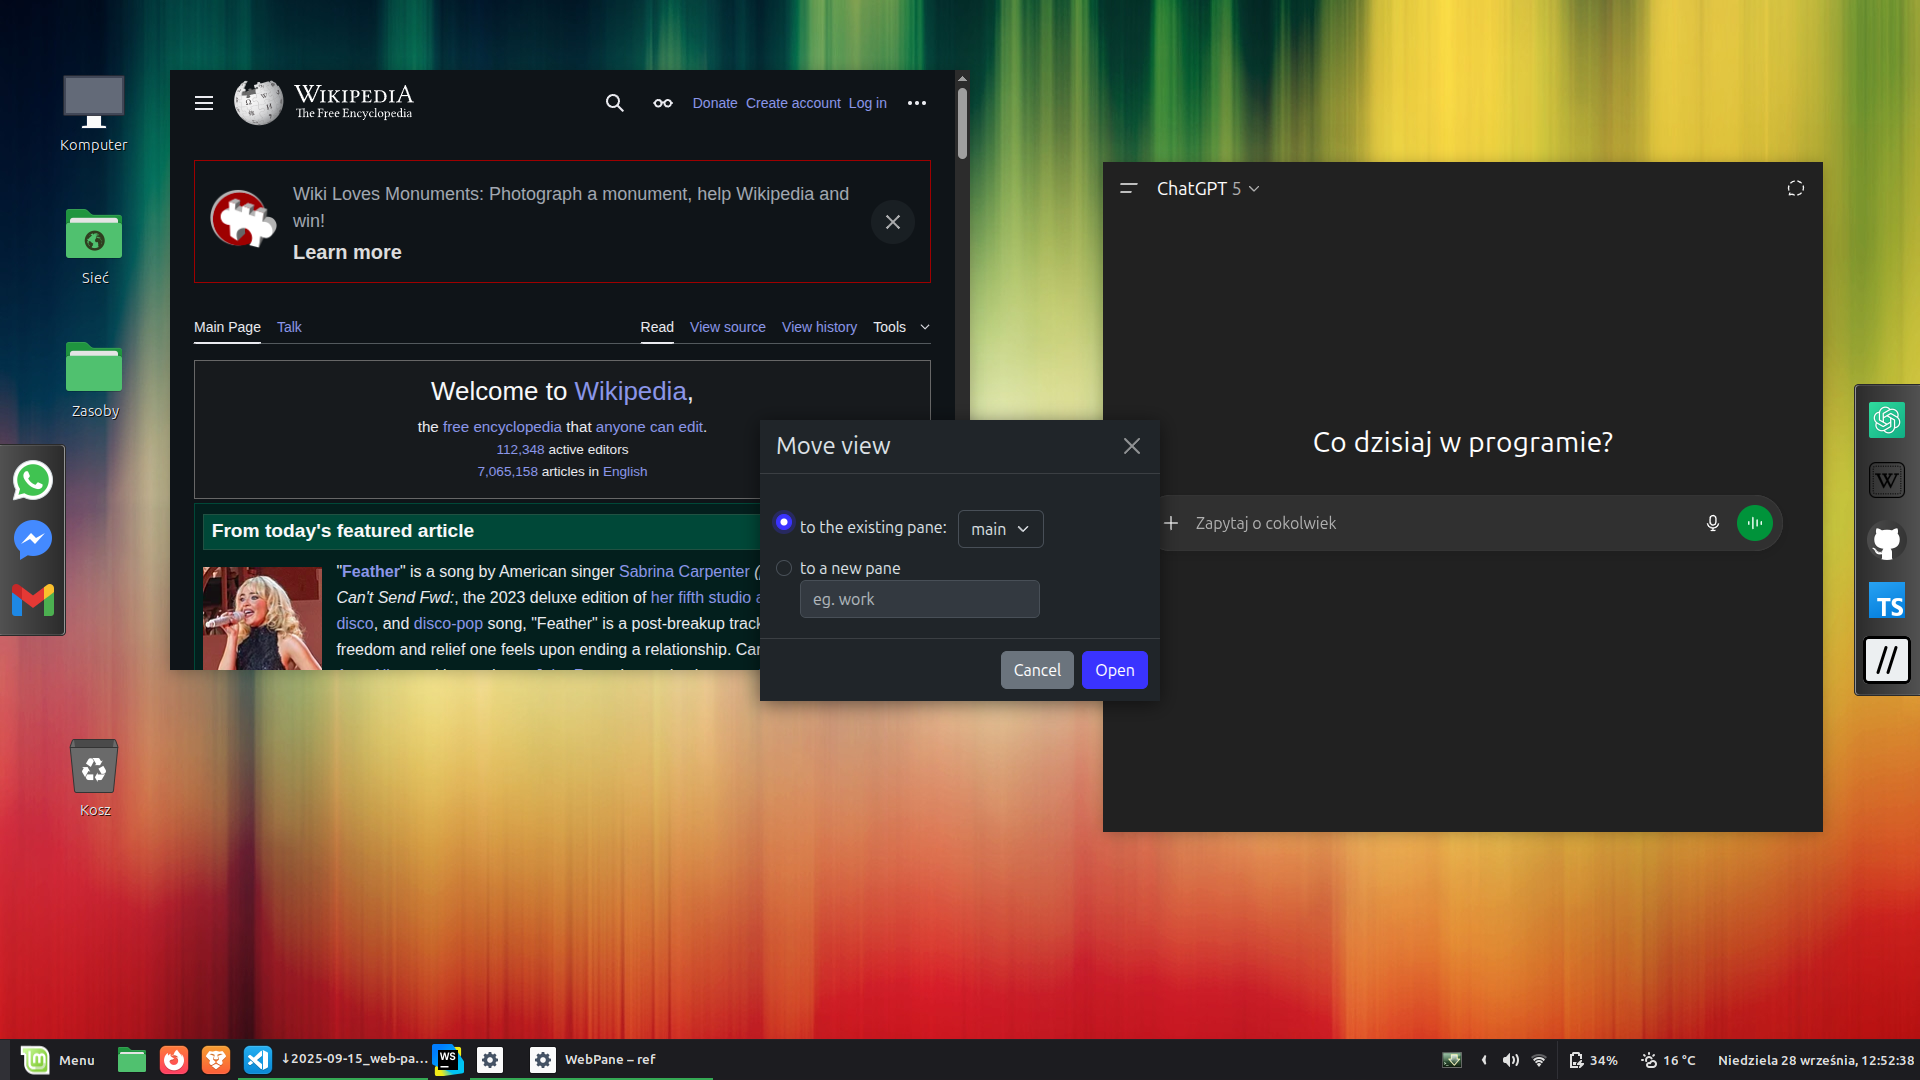 Komputer
Sieć
Zasoby
Kosz
WIKIPEDIA
The Free Encyclopedia
Donate Create account Log in
Wiki Loves Monuments: Photograph a monument, help Wikipedia and
win!
Learn more
Main Page Talk Read View source View history Tools
Welcome to Wikipedia,
the free encyclopedia that anyone can edit.
112,348 active editors
7,065,158 articles in English
From today's featured article
"Feather" is a song by American singer Sabrina Carpenter
Can't Send Fwd:, the 2023 deluxe edition of her fifth studio
disco, and disco-pop song, "Feather" is a post-breakup track
freedom and relief one feels upon ending a relationship. Car
Move view
to the existing pane: main
to a new pane
eg. work
Cancel Open
ChatGPT 5
Co dzisiaj w programie?
Zapytaj o cokolwiek
W
TS
//
Menu
↓2025-09-15_web-pa...
WS
WebPane – ref
34%
16 °C
Niedziela 28 września, 12:52:38